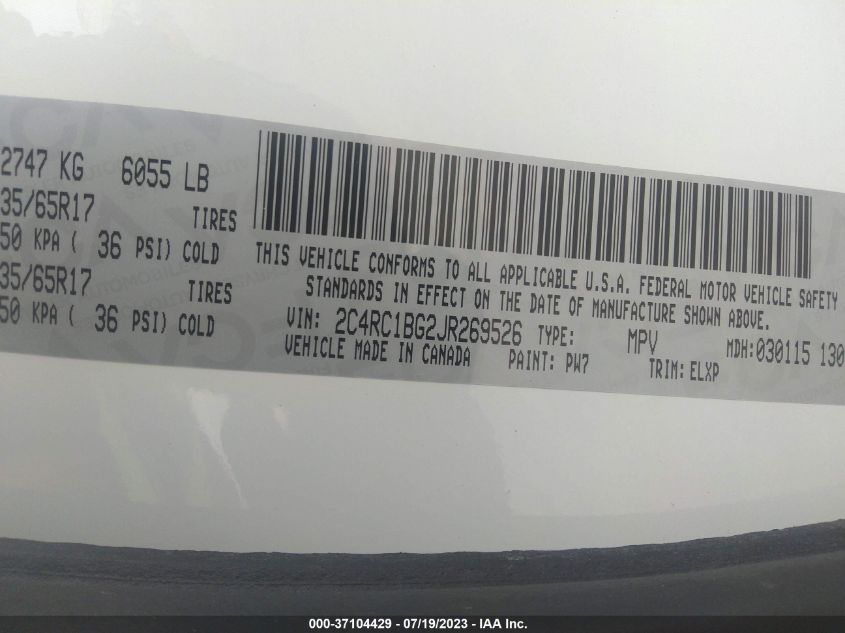 2747 KG 6055 LB
35/65R17 TIRES
50 KPA ( 36 PSI) COLD
35/65R17 TIRES
50 KPA ( 36 PSI) COLD
THIS VEHICLE CONFORMS TO ALL APPLICABLE U.S.A. FEDERAL MOTOR VEHICLE SAFETY
STANDARDS IN EFFECT ON THE DATE OF MANUFACTURE SHOWN ABOVE.
VIN: 2C4RC1BG2JR269526 TYPE: MPV MDH: 030115 130
VEHICLE MADE IN CANADA PAINT: PW7 TRIM: ELXP
000-37104429 - 07/19/2023 - IAA Inc.